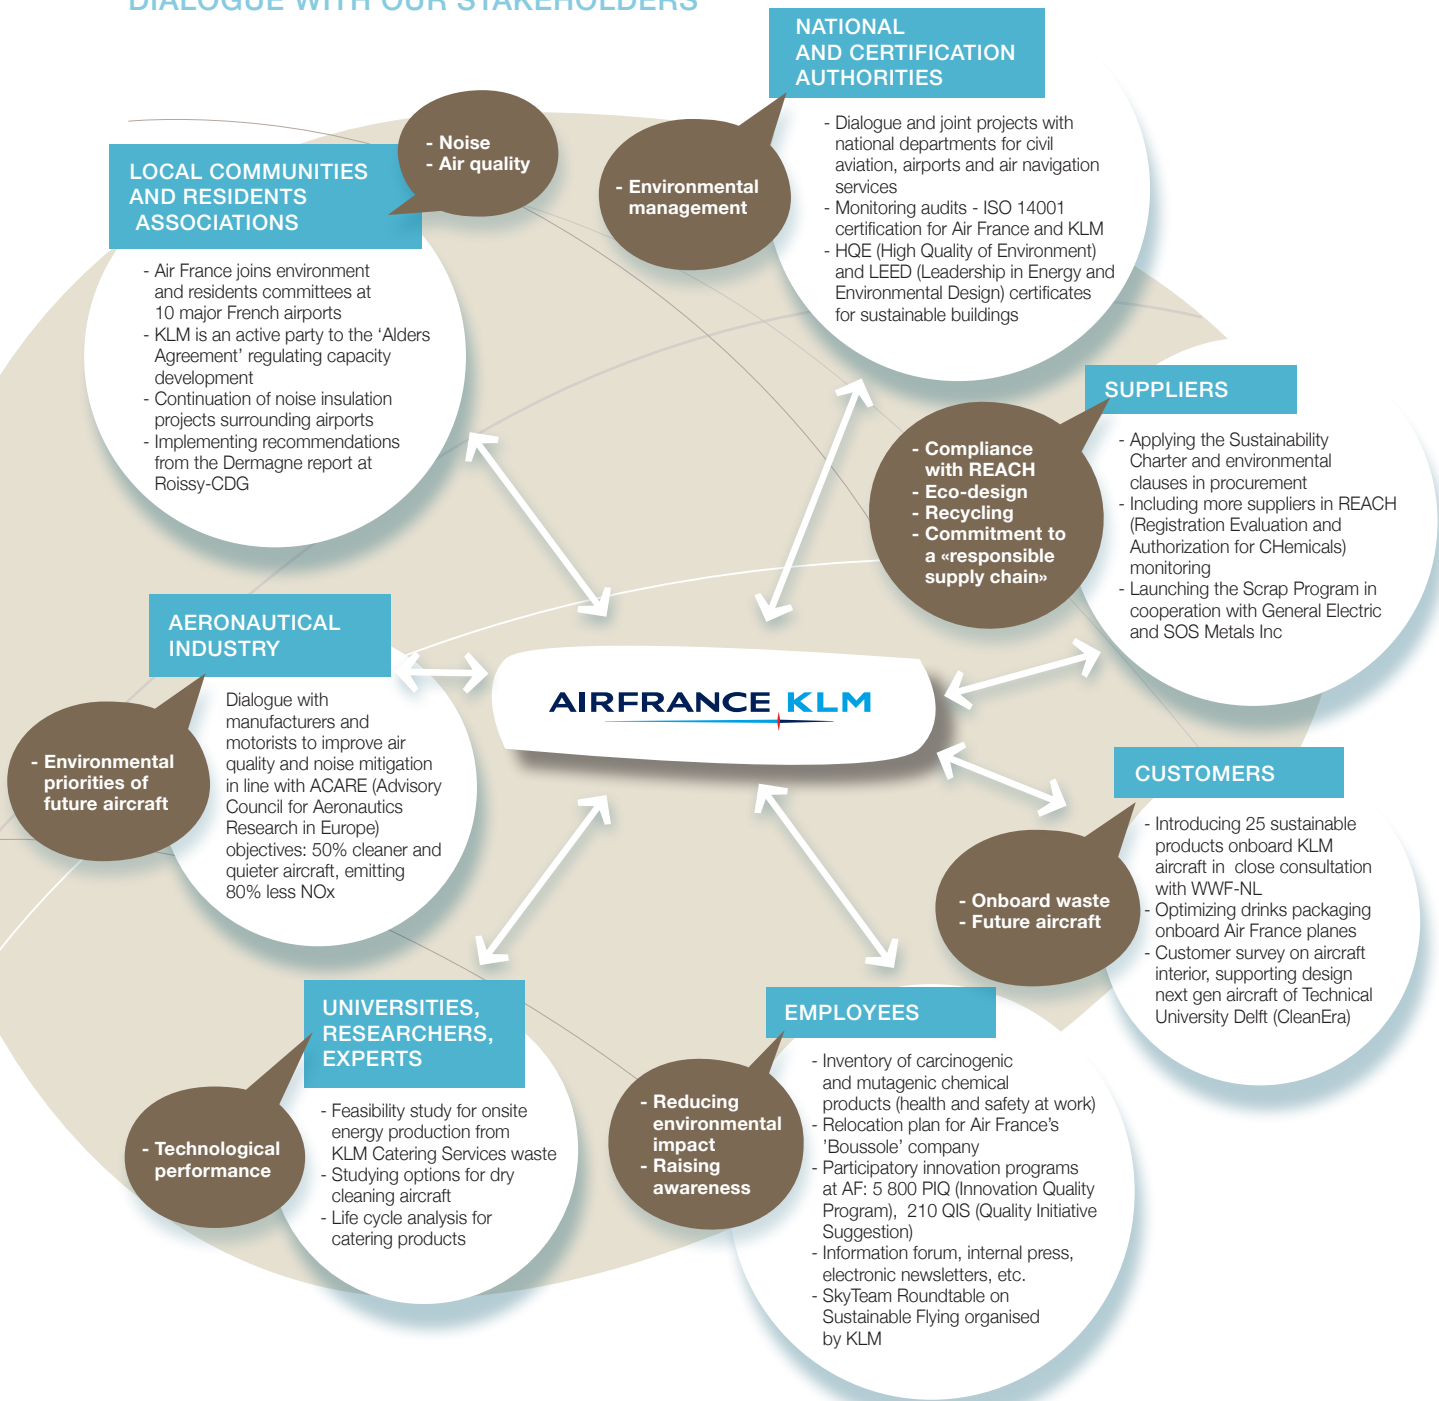 DIALOGUE WITH OUR STAKEHOLDERS
NATIONAL
AND CERTIFICATION
AUTHORITIES
- Environmental
management
- Dialogue and joint projects with
national departments for civil
aviation, airports and air navigation
services
- Monitoring audits - ISO 14001
certification for Air France and KLM
- HQE (High Quality of Environment)
and LEED (Leadership in Energy and
Environmental Design) certificates
for sustainable buildings
- Noise
- Air quality
LOCAL COMMUNITIES
AND RESIDENTS
ASSOCIATIONS
- Air France joins environment
and residents committees at
10 major French airports
- KLM is an active party to the ‘Alders
Agreement’ regulating capacity
development
- Continuation of noise insulation
projects surrounding airports
- Implementing recommendations
from the Dermagne report at
Roissy-CDG
SUPPLIERS
- Compliance
with REACH
- Eco-design
- Recycling
- Commitment to
a «responsible
supply chain»
- Applying the Sustainability
Charter and environmental
clauses in procurement
- Including more suppliers in REACH
(Registration Evaluation and
Authorization for CHemicals)
monitoring
- Launching the Scrap Program in
cooperation with General Electric
and SOS Metals Inc
AERONAUTICAL
INDUSTRY
- Environmental
priorities of
future aircraft
Dialogue with
manufacturers and
motorists to improve air
quality and noise mitigation
in line with ACARE (Advisory
Council for Aeronautics
Research in Europe)
objectives: 50% cleaner and
quieter aircraft, emitting
80% less NOx
AIRFRANCE KLM
CUSTOMERS
- Onboard waste
- Future aircraft
- Introducing 25 sustainable
products onboard KLM
aircraft in  close consultation
with WWF-NL
- Optimizing drinks packaging
onboard Air France planes
- Customer survey on aircraft
interior, supporting design
next gen aircraft of Technical
University Delft (CleanEra)
UNIVERSITIES,
RESEARCHERS,
EXPERTS
- Technological
performance
- Feasibility study for onsite
energy production from
KLM Catering Services waste
- Studying options for dry
cleaning aircraft
- Life cycle analysis for
catering products
EMPLOYEES
- Reducing
environmental
impact
- Raising
awareness
- Inventory of carcinogenic
and mutagenic chemical
products (health and safety at work)
- Relocation plan for Air France’s
’Boussole’ company
- Participatory innovation programs
at AF: 5 800 PIQ (Innovation Quality
Program),  210 QIS (Quality Initiative
Suggestion)
- Information forum, internal press,
electronic newsletters, etc.
- SkyTeam Roundtable on
Sustainable Flying organised
by KLM